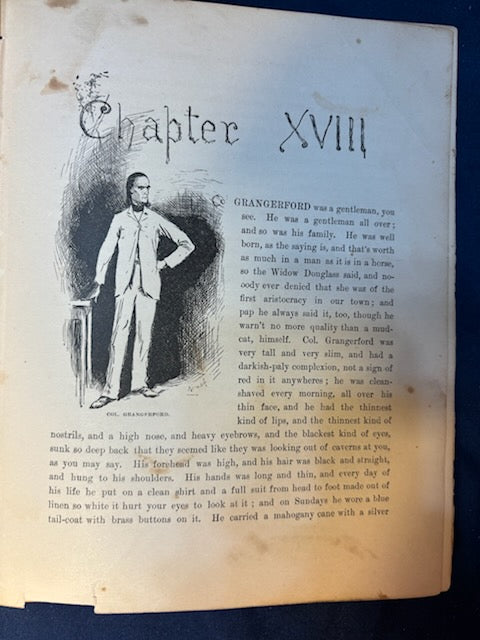 Chapter XVIII
Col. GRANGERFORD was a gentleman, you
see. He was a gentleman all over;
and so was his family. He was well
born, as the saying is, and that's worth
as much in a man as it is in a horse,
so the Widow Douglass said, and no-
ody ever denied that she was of the
first aristocracy in our town; and
pap he always said it, too, though he
warn't no more quality than a mud-
cat, himself. Col. Grangerford was
very tall and very slim, and had a
darkish-paly complexion, not a sign of
red in it anywheres; he was clean-
shaved every morning, all over his
thin face, and he had the thinnest
kind of lips, and the thinnest kind of
COL. GRANGERFORD.
nostrils, and a high nose, and heavy eyebrows, and the blackest kind of eyes,
sunk so deep back that they seemed like they was looking out of caverns at you,
as you may say. His forehead was high, and his hair was black and straight,
and hung to his shoulders. His hands was long and thin, and every day of
his life he put on a clean shirt and a full suit from head to foot made out of
linen so white it hurt your eyes to look at it; and on Sundays he wore a blue
tail-coat with brass buttons on it. He carried a mahogany cane with a silver